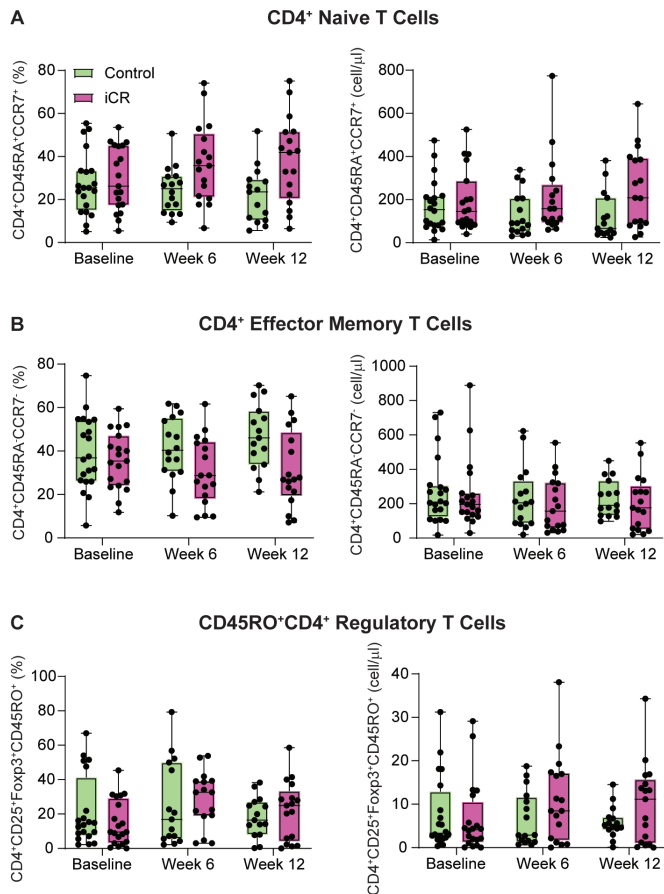 A
CD4⁺ Naive T Cells
CD4⁺CD45RA⁺CCR7⁺ (%)
80
60
40
20
0
Control
iCR
Baseline
Week 6
Week 12
CD4⁺CD45RA⁺CCR7⁺ (cell/µl)
800
600
400
200
0
Baseline
Week 6
Week 12
B
CD4⁺ Effector Memory T Cells
CD4⁺CD45RA⁻CCR7⁻ (%)
80
60
40
20
0
Baseline
Week 6
Week 12
CD4⁺CD45RA⁻CCR7⁻ (cell/µl)
1000
800
600
400
200
0
Baseline
Week 6
Week 12
C
CD45RO⁺CD4⁺ Regulatory T Cells
CD4⁺CD25⁺Foxp3⁺CD45RO⁺ (%)
100
80
60
40
20
0
Baseline
Week 6
Week 12
CD4⁺CD25⁺Foxp3⁺CD45RO⁺ (cell/µl)
40
30
20
10
0
Baseline
Week 6
Week 12